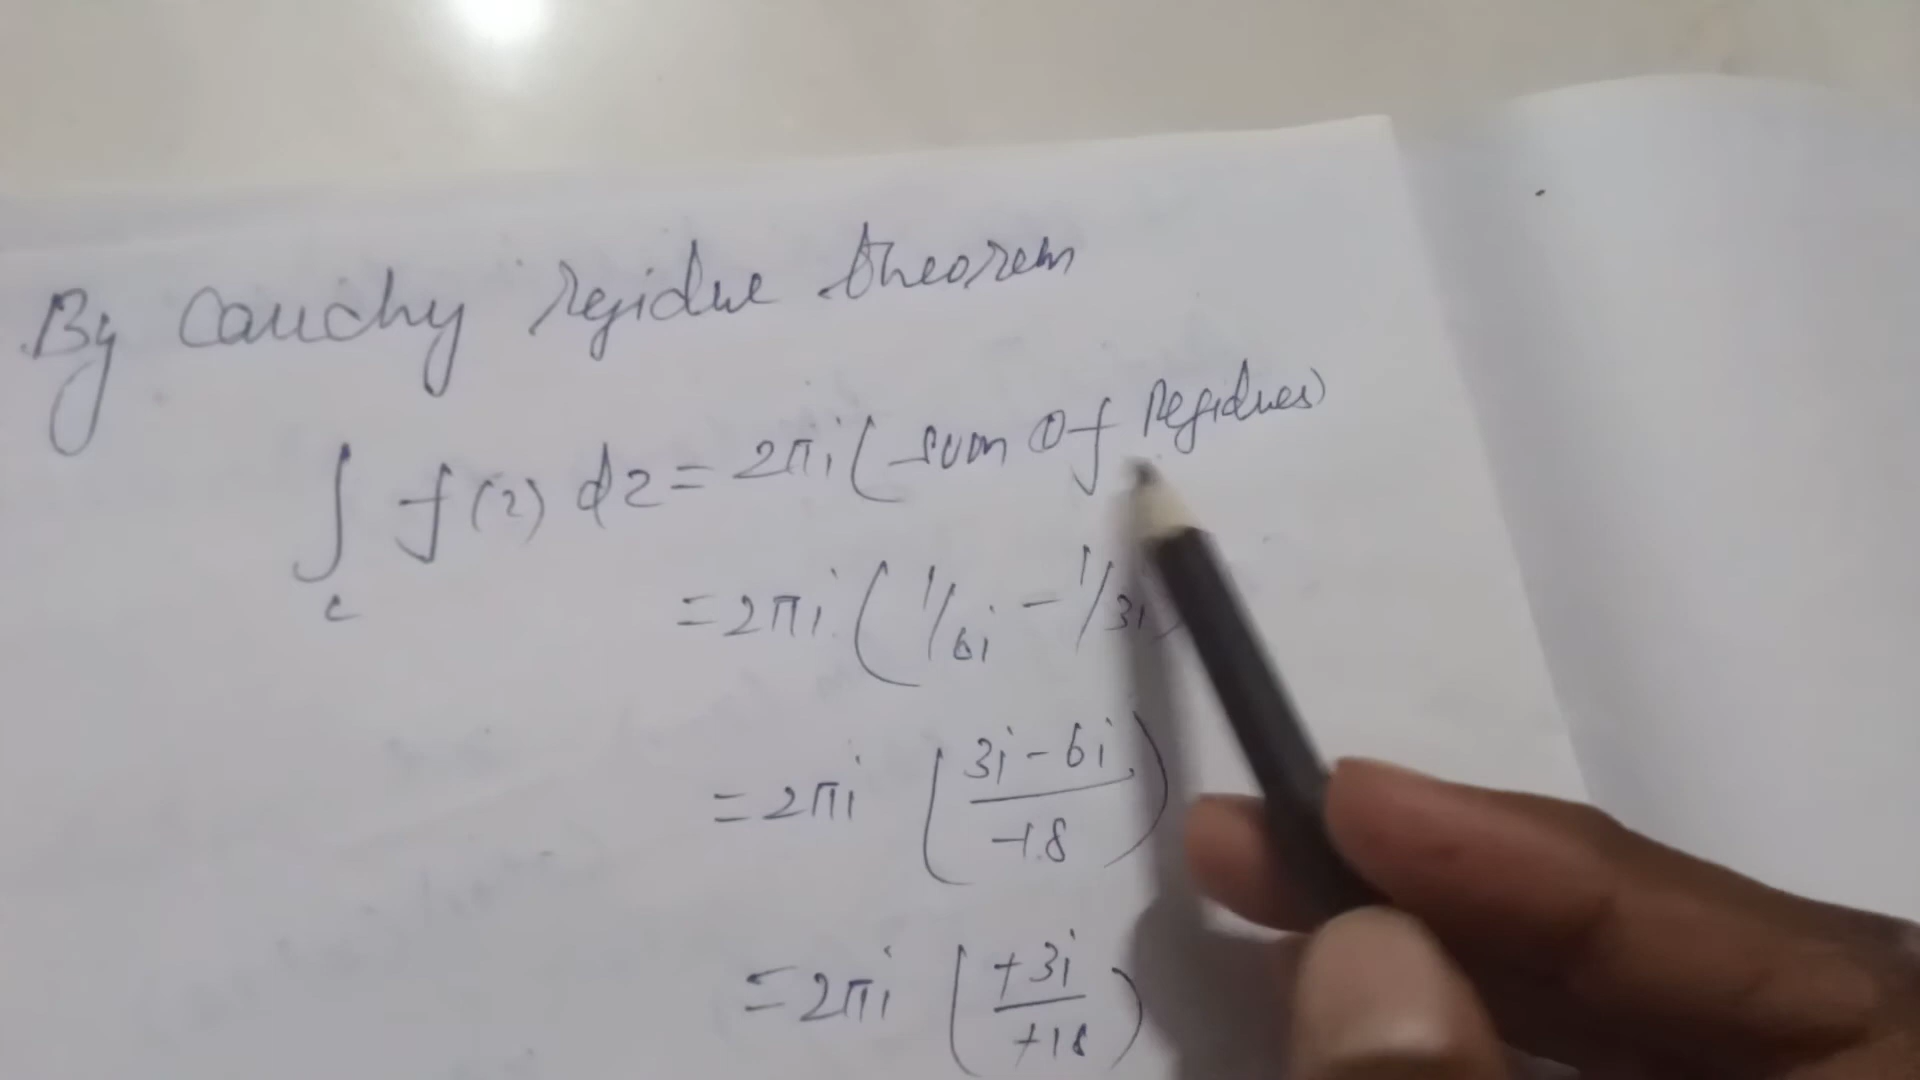 By Cauchy residue theorem
∫c f(z) dz = 2πi ( sum of Residues)
= 2πi ( 1/6i - 1/3i )
= 2πi ( (3i - 6i) / -18 )
= 2πi ( +3i / +18 )